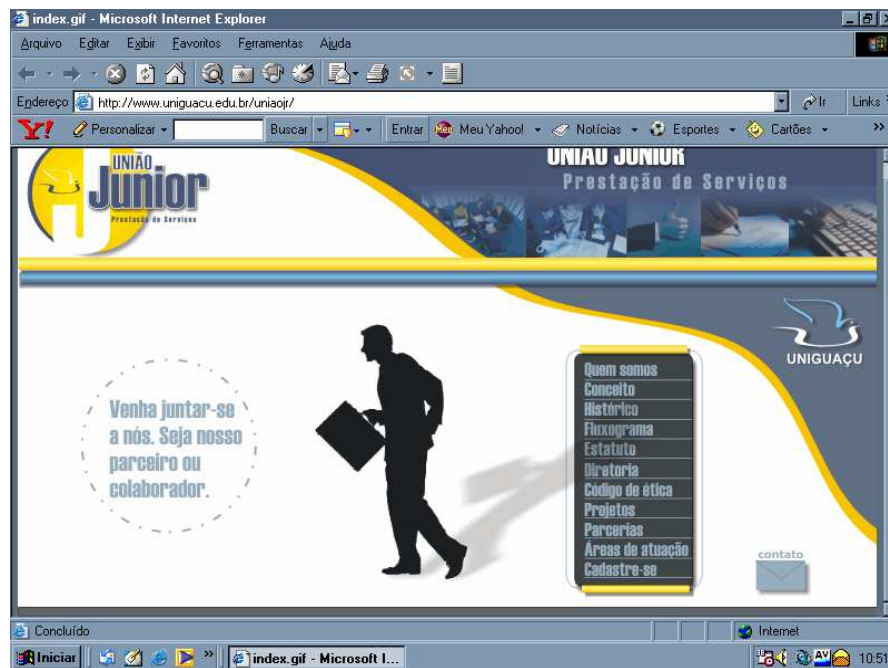 index.gif - Microsoft Internet Explorer
Arquivo Editar Exibir Favoritos Ferramentas Ajuda
Endereço http://www.uniguacu.edu.br/uniaojr/ Ir Links
Y! Personalizar Buscar Entrar Meu Yahoo! Notícias Esportes Cartões »
UNIÃO
Junior
Prestação de Serviços
UNIÃO JUNIOR
Prestação de Serviços
UNIGUAÇU
Venha juntar-se
a nós. Seja nosso
parceiro ou
colaborador.
Quem somos
Conceito
Histórico
Fluxograma
Estatuto
Diretoria
Código de ética
Projetos
Parcerias
Áreas de atuação
Cadastre-se
contato
Concluído Internet
Iniciar » index.gif - Microsoft I... AV